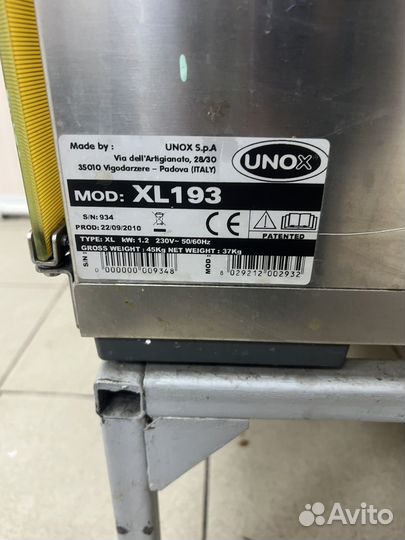 Made by :
UNOX S.p.A
Via dell'Artigianato, 28/30
35010 Vigodarzere - Padova (ITALY)
UNOX
MOD: XL193
S/N: 934
PROD: 22/09/2010
CE
PATENTED
TYPE: XL kW: 1.2 230V~ 50/60Hz
GROSS WEIGHT: 45Kg NET WEIGHT: 37Kg
S/N:
0 000000 009348
MOD:
8 029212 002932
Avito